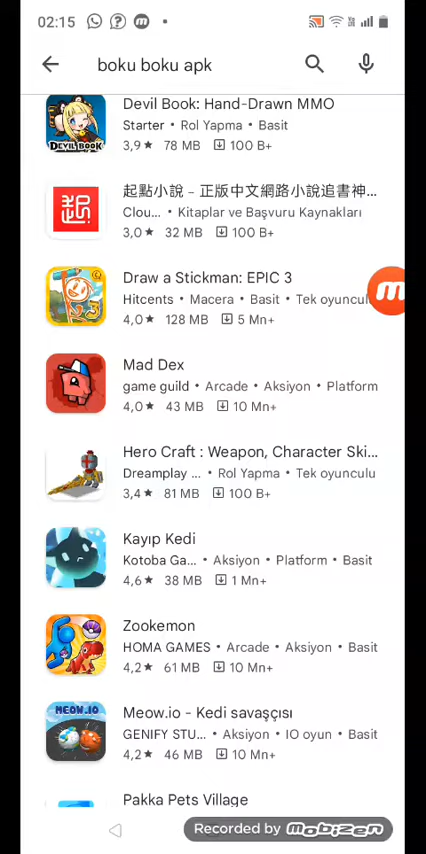 02:15
boku boku apk
Devil Book: Hand-Drawn MMO
Starter • Rol Yapma • Basit
3,9★ 78 MB 100 B+
DEVIL BOOK
起點小說 – 正版中文網路小說追書神...
Clou... • Kitaplar ve Başvuru Kaynakları
3,0★ 32 MB 100 B+
Draw a Stickman: EPIC 3
Hitcents • Macera • Basit • Tek oyuncul
4,0★ 128 MB 5 Mn+
Mad Dex
game guild • Arcade • Aksiyon • Platform
4,0★ 43 MB 10 Mn+
Hero Craft : Weapon, Character Ski...
Dreamplay ... • Rol Yapma • Tek oyunculu
3,4★ 81 MB 100 B+
Kayıp Kedi
Kotoba Ga... • Aksiyon • Platform • Basit
4,6★ 38 MB 1 Mn+
Zookemon
HOMA GAMES • Arcade • Aksiyon • Basit
4,2★ 61 MB 10 Mn+
MEOW.IO
Meow.io - Kedi savaşçısı
GENIFY STU... • Aksiyon • IO oyun • Basit
4,2★ 46 MB 10 Mn+
Pakka Pets Village
Recorded by mobizen